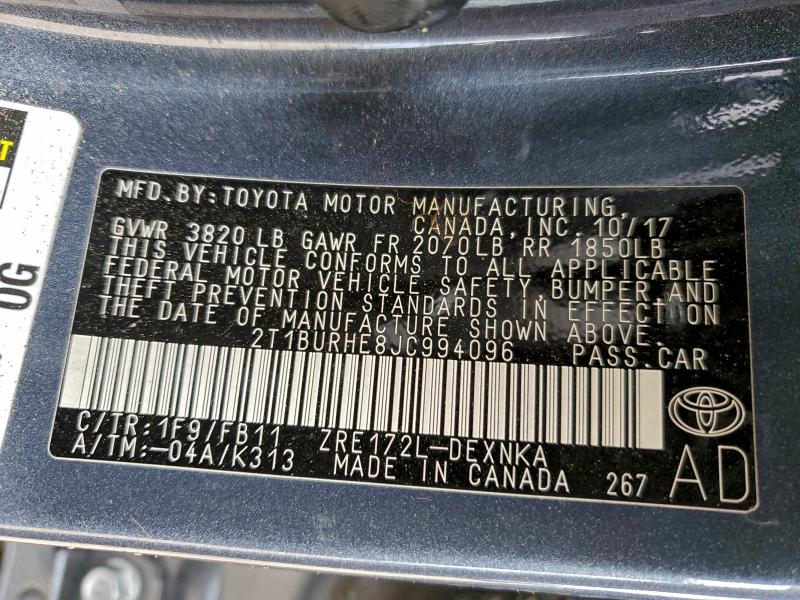 MFD.BY:TOYOTA MOTOR MANUFACTURING,
CANADA,INC. 10/17
GVWR 3820 LB GAWR FR 2070LB RR 1850LB
THIS VEHICLE CONFORMS TO ALL APPLICABLE
FEDERAL MOTOR VEHICLE SAFETY,BUMPER AND
THEFT PREVENTION STANDARDS IN EFFECT ON
THE DATE OF MANUFACTURE SHOWN ABOVE.
2T1BURHE8JC994096 PASS.CAR
C/TR:1F9/FB11 ZRE172L-DEXNKA
A/TM:-04A/K313 MADE IN CANADA 267
AD
0G